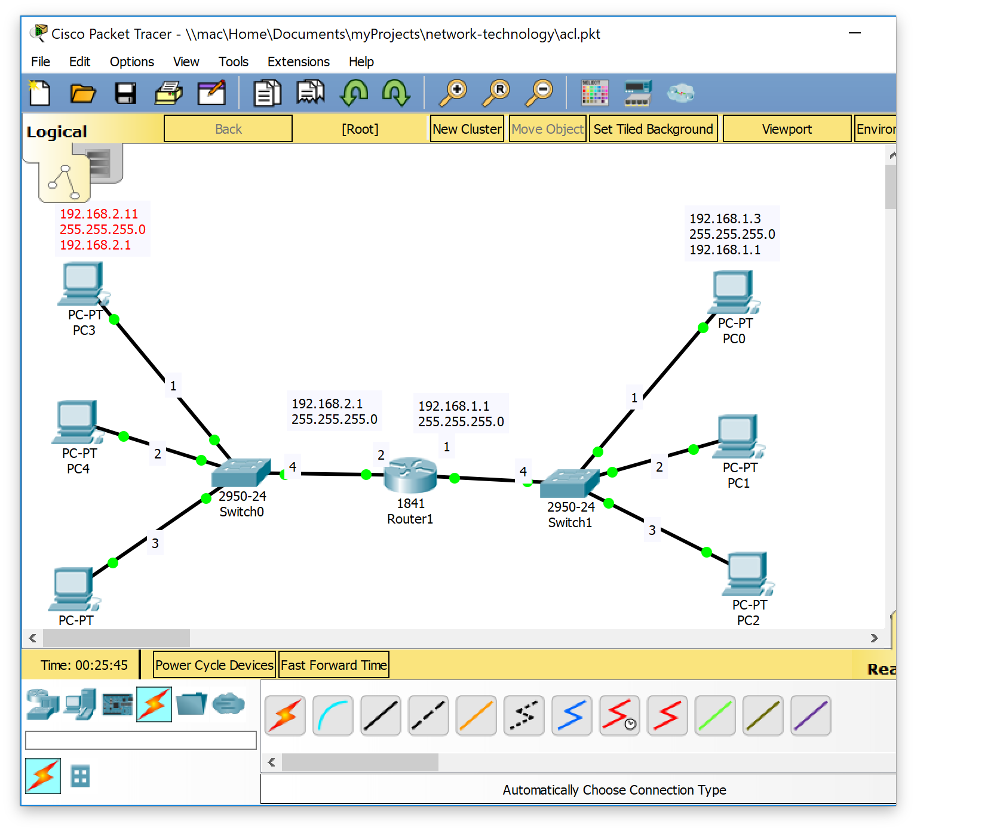 Cisco Packet Tracer - \\mac\Home\Documents\myProjects\network-technology\acl.pkt
File Edit Options View Tools Extensions Help
SELECT
R
Logical
Back
[Root]
New Cluster
Move Object
Set Tiled Background
Viewport
Enviror
192.168.2.11
255.255.255.0
192.168.2.1
192.168.1.3
255.255.255.0
192.168.1.1
PC-PT
PC3
PC-PT
PC0
1
1
192.168.2.1
255.255.255.0
192.168.1.1
255.255.255.0
PC-PT
PC4
2
4
2
1
4
2
PC-PT
PC1
2950-24
Switch0
1841
Router1
2950-24
Switch1
3
3
PC-PT
PC-PT
PC2
Time: 00:25:45
Power Cycle Devices
Fast Forward Time
Rea
Automatically Choose Connection Type